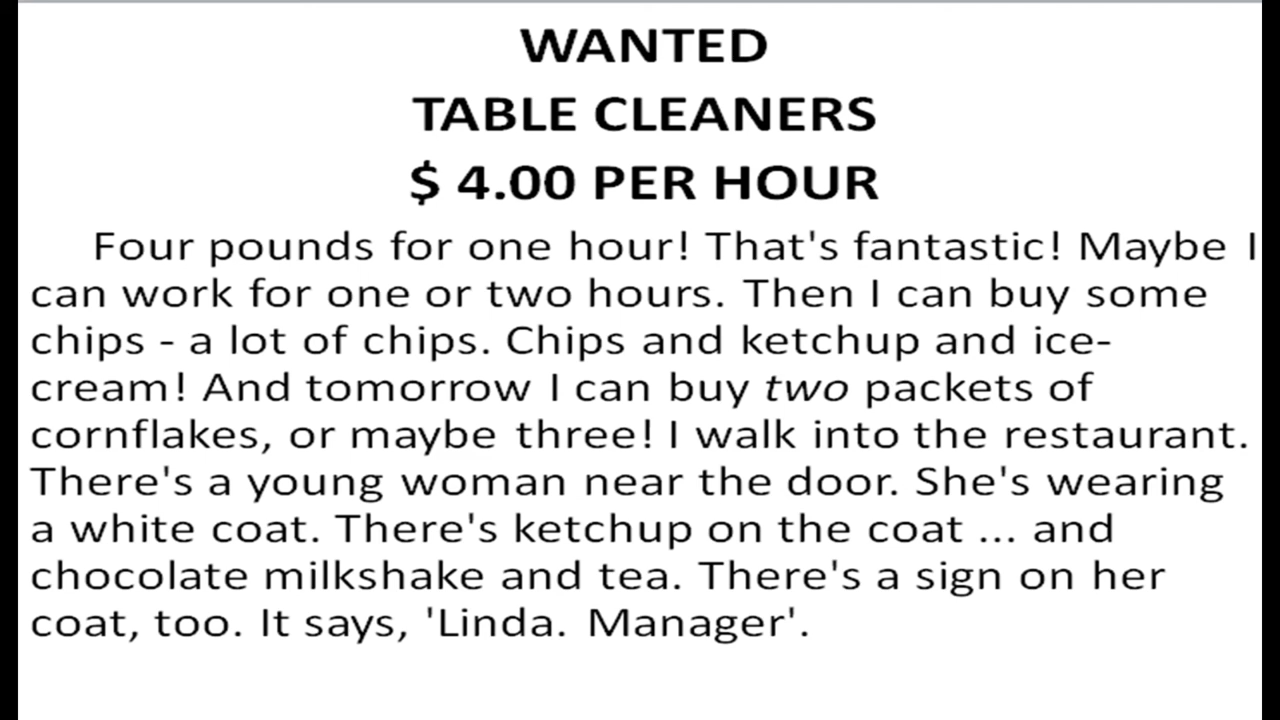 WANTED
TABLE CLEANERS
$ 4.00 PER HOUR
Four pounds for one hour! That's fantastic! Maybe I
can work for one or two hours. Then I can buy some
chips - a lot of chips. Chips and ketchup and ice-
cream! And tomorrow I can buy two packets of
cornflakes, or maybe three! I walk into the restaurant.
There's a young woman near the door. She's wearing
a white coat. There's ketchup on the coat ... and
chocolate milkshake and tea. There's a sign on her
coat, too. It says, 'Linda. Manager'.